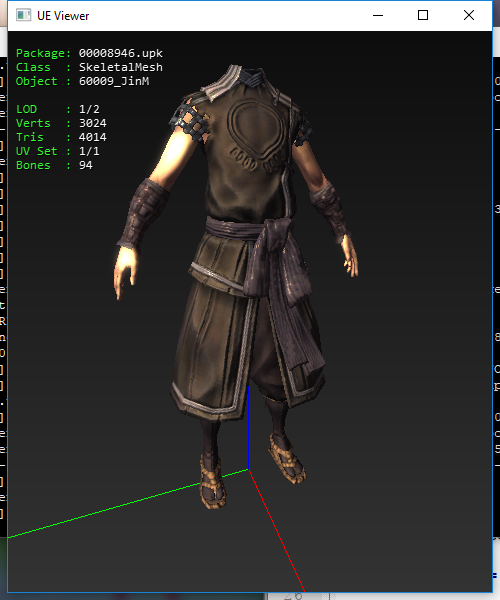 UE Viewer
Package: 00008946.upk
Class  : SkeletalMesh
Object : 60009_JinM
LOD    : 1/2
Verts  : 3024
Tris   : 4014
UV Set : 1/1
Bones  : 94